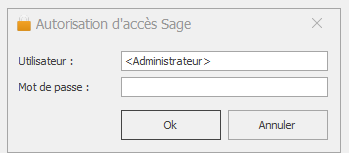 Autorisation d'accès Sage
Utilisateur : <Administrateur>
Mot de passe :
Ok Annuler